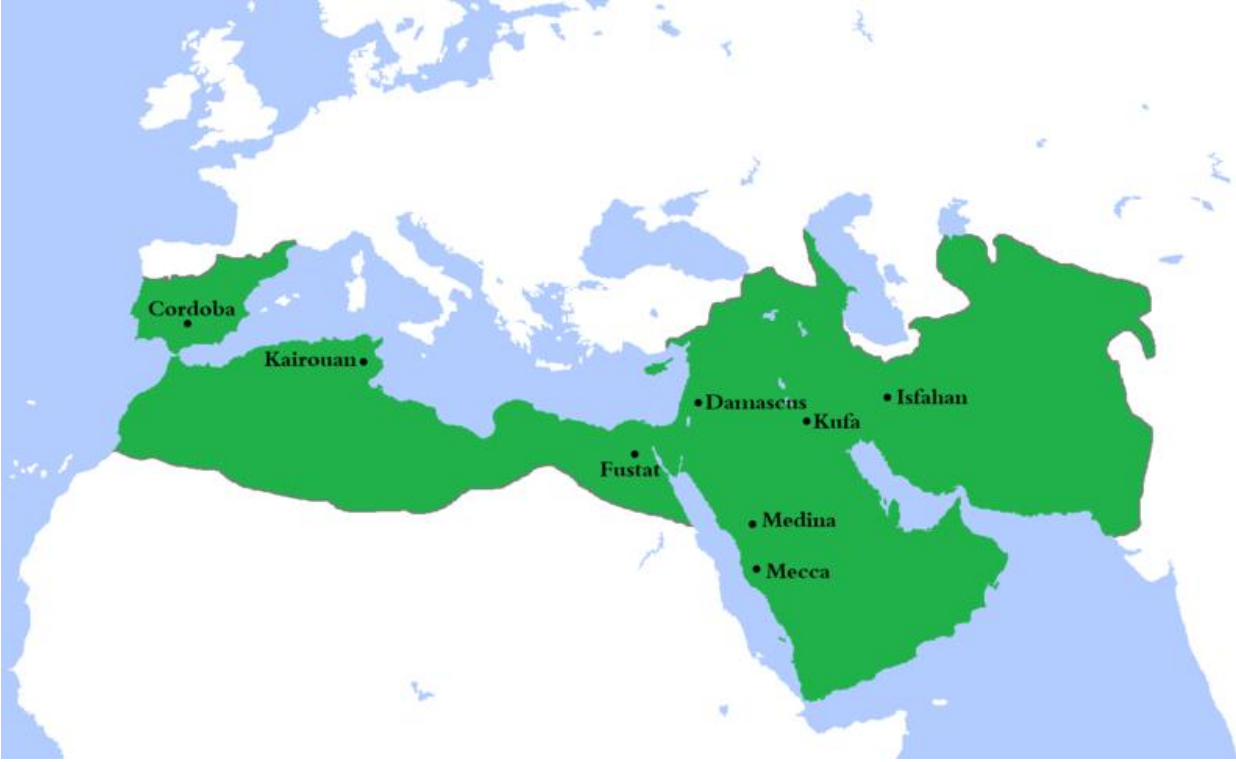 Cordoba
Kairouan
Damascus
Isfahan
Kufa
Fustat
Medina
Mecca